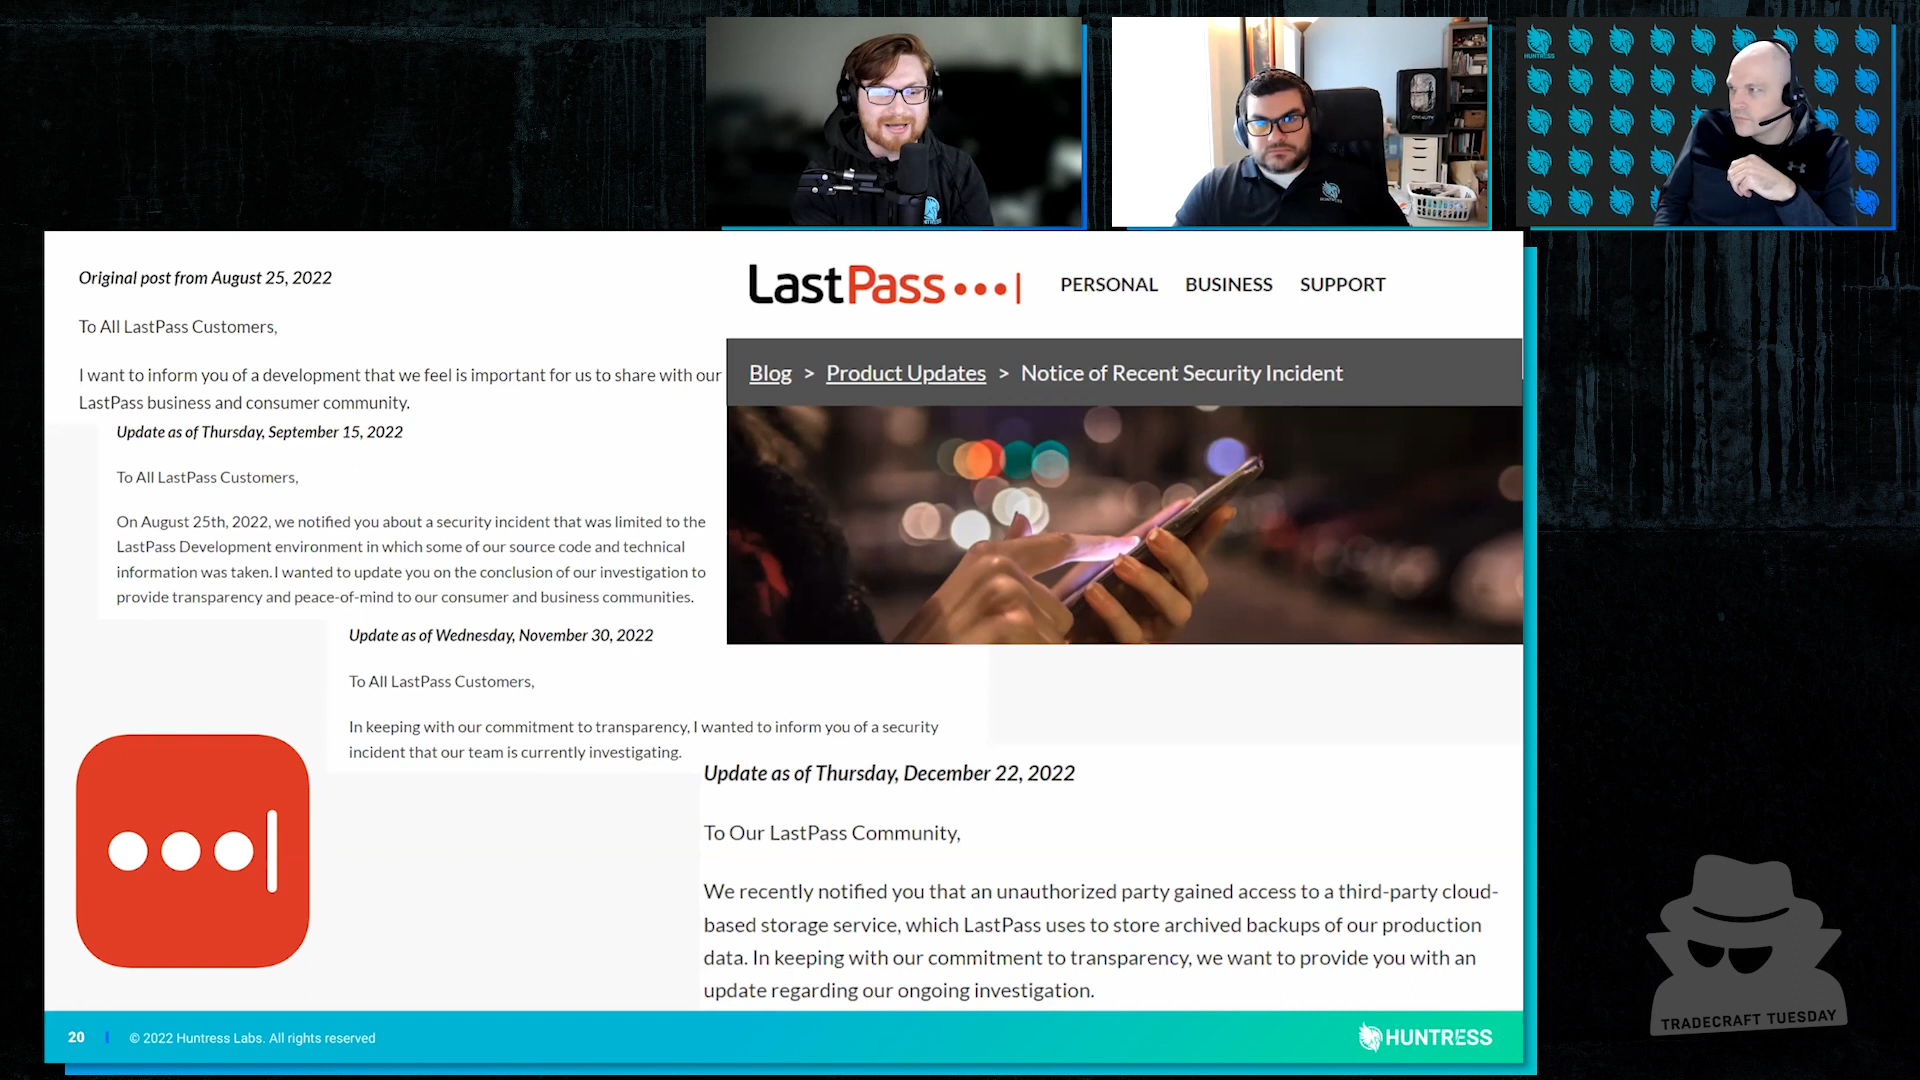 HUNTRESS
HUNTRESS
Original post from August 25, 2022
To All LastPass Customers,
I want to inform you of a development that we feel is important for us to share with our
LastPass business and consumer community.
LastPass
PERSONAL BUSINESS SUPPORT
Blog > Product Updates > Notice of Recent Security Incident
Update as of Thursday, September 15, 2022
To All LastPass Customers,
On August 25th, 2022, we notified you about a security incident that was limited to the
LastPass Development environment in which some of our source code and technical
information was taken. I wanted to update you on the conclusion of our investigation to
provide transparency and peace-of-mind to our consumer and business communities.
Update as of Wednesday, November 30, 2022
To All LastPass Customers,
In keeping with our commitment to transparency, I wanted to inform you of a security
incident that our team is currently investigating.
Update as of Thursday, December 22, 2022
To Our LastPass Community,
We recently notified you that an unauthorized party gained access to a third-party cloud-
based storage service, which LastPass uses to store archived backups of our production
data. In keeping with our commitment to transparency, we want to provide you with an
update regarding our ongoing investigation.
20 | © 2022 Huntress Labs. All rights reserved
HUNTRESS
TRADECRAFT TUESDAY